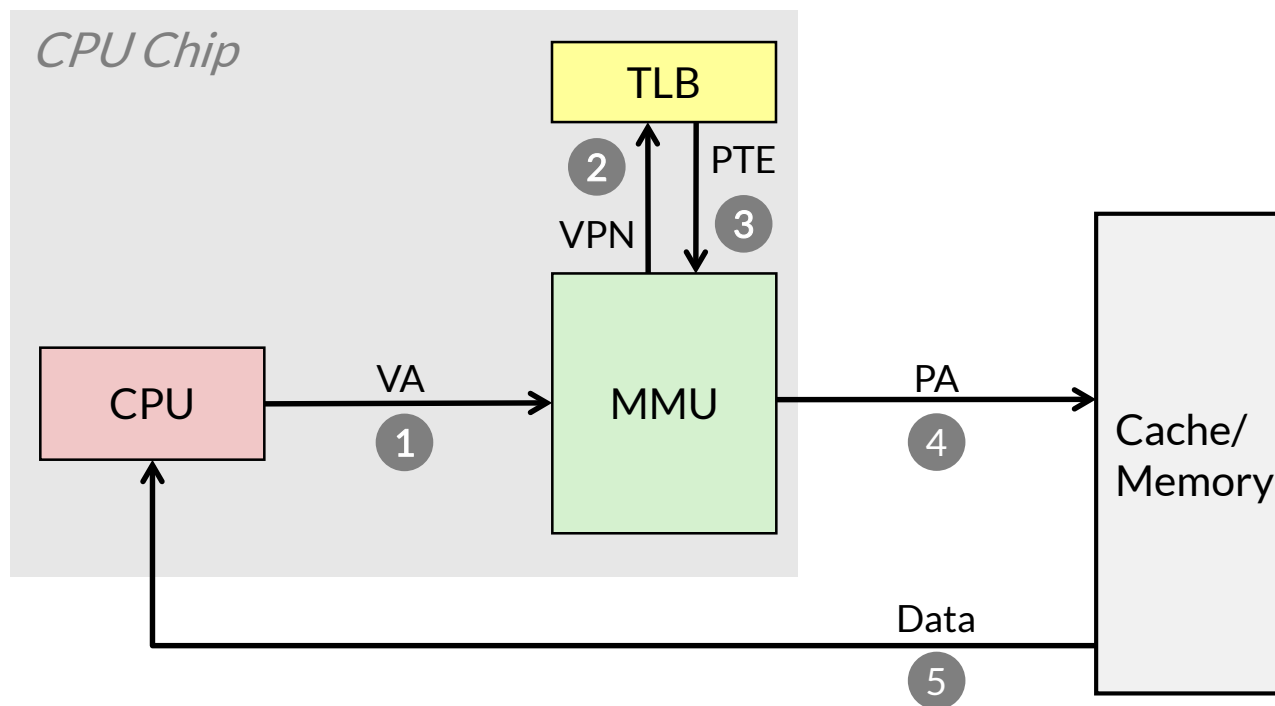 CPU Chip
TLB
2
PTE
VPN
3
CPU
VA
1
MMU
PA
4
Cache/
Memory
Data
5